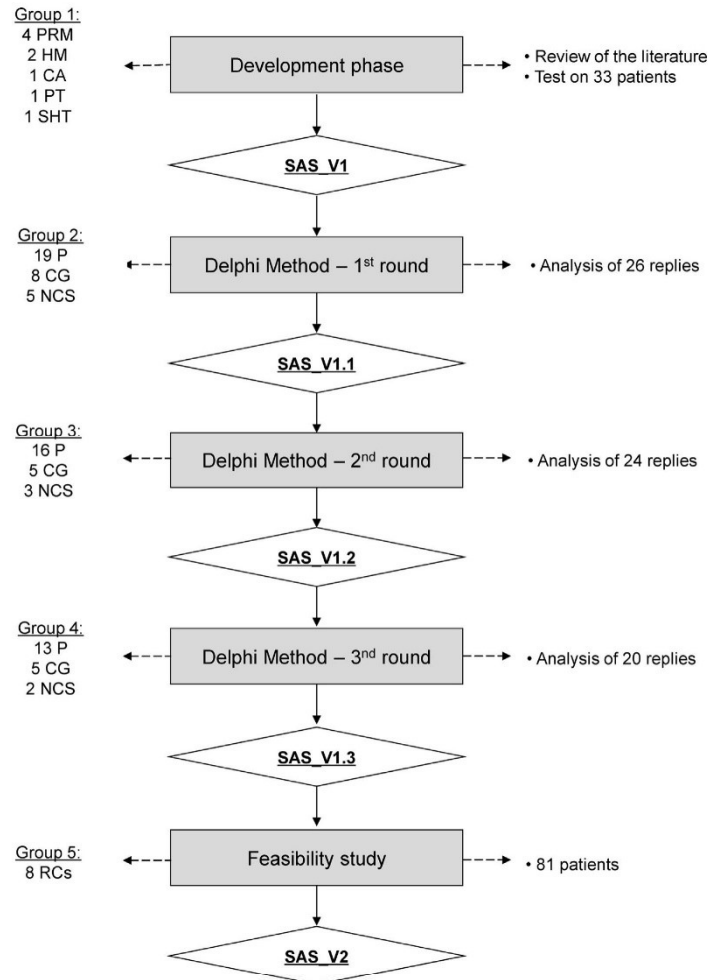 Group 1:
4 PRM
2 HM
1 CA
1 PT
1 SHT
Development phase
• Review of the literature
• Test on 33 patients
SAS_V1
Group 2:
19 P
8 CG
5 NCS
Delphi Method – 1st round
• Analysis of 26 replies
SAS_V1.1
Group 3:
16 P
5 CG
3 NCS
Delphi Method – 2nd round
• Analysis of 24 replies
SAS_V1.2
Group 4:
13 P
5 CG
2 NCS
Delphi Method – 3rd round
• Analysis of 20 replies
SAS_V1.3
Group 5:
8 RCs
Feasibility study
• 81 patients
SAS_V2